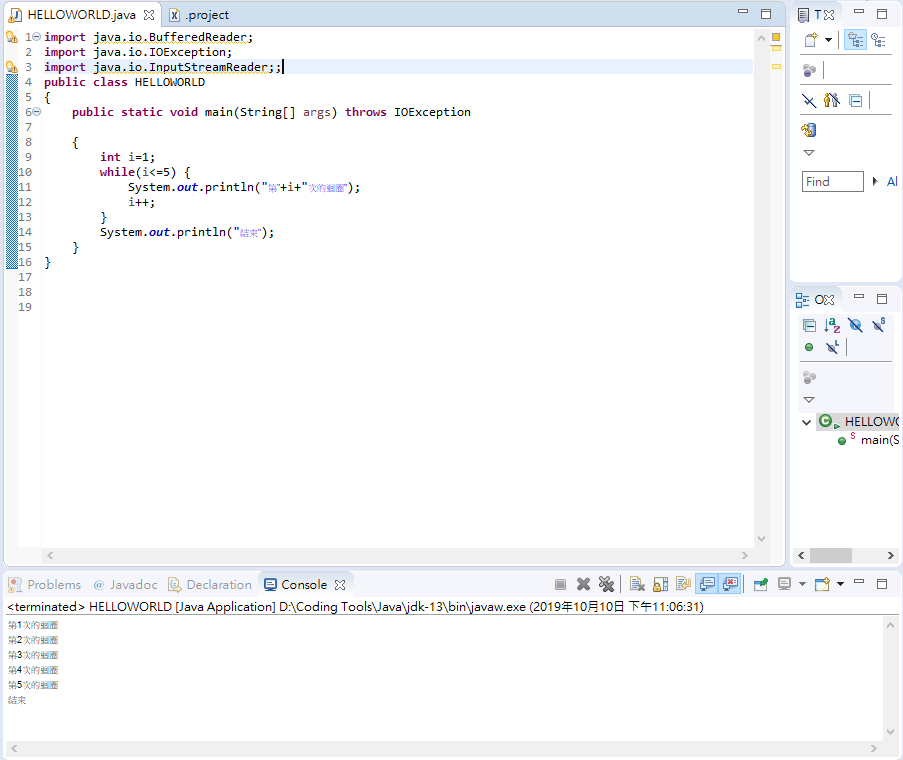 HELLOWORLD.java
.project
1 import java.io.BufferedReader;
2 import java.io.IOException;
3 import java.io.InputStreamReader;;
4 public class HELLOWORLD
5 {
6     public static void main(String[] args) throws IOException
7
8     {
9         int i=1;
10         while(i<=5) {
11             System.out.println("第"+i+"次的迴圈");
12             i++;
13         }
14         System.out.println("結束");
15     }
16 }
17
18
19
T
Find
Al
O
HELLOWO
main(S
Problems
@ Javadoc
Declaration
Console
<terminated> HELLOWORLD [Java Application] D:\Coding Tools\Java\jdk-13\bin\javaw.exe (2019年10月10日 下午11:06:31)
第1次的迴圈
第2次的迴圈
第3次的迴圈
第4次的迴圈
第5次的迴圈
結束